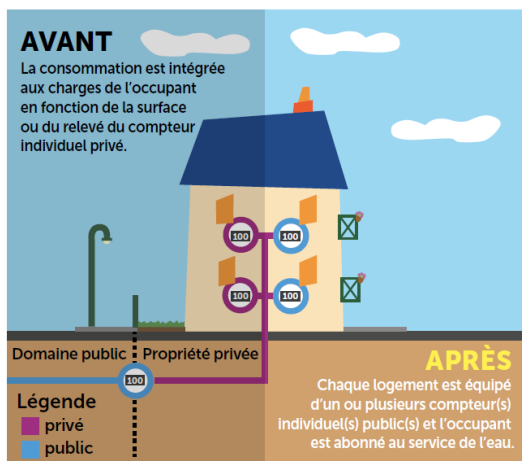 AVANT
La consommation est intégrée
aux charges de l'occupant
en fonction de la surface
ou du relevé du compteur
individuel privé.
100
100
100
100
Domaine public
Propriété privée
100
Légende
privé
public
APRÈS
Chaque logement est équipé
d'un ou plusieurs compteur(s)
individuel(s) public(s) et l'occupant
est abonné au service de l'eau.